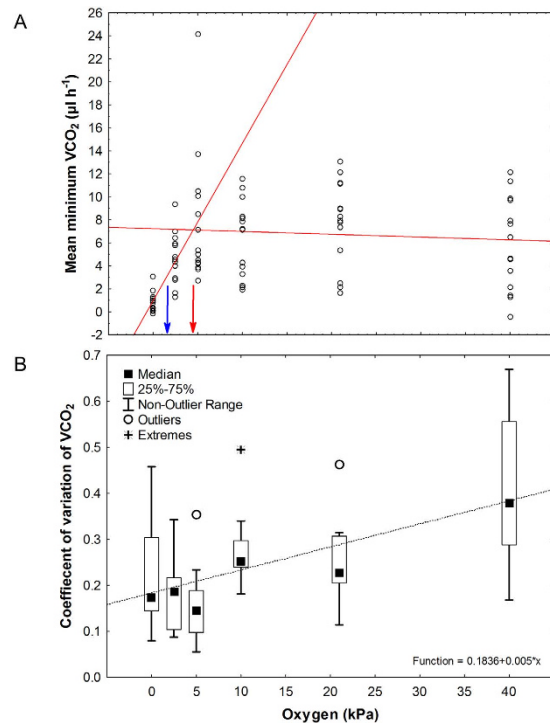 A
26
24
22
20
18
16
14
12
10
8
6
4
2
0
-2
Mean minimum VCO2 (µl h-1)
B
0.7
0.6
0.5
0.4
0.3
0.2
0.1
0.0
Coeffiecent of variation of VCO2
Median
25%-75%
Non-Outlier Range
Outliers
Extremes
Function = 0.1836+0.005*x
0 5 10 15 20 25 30 35 40
Oxygen (kPa)